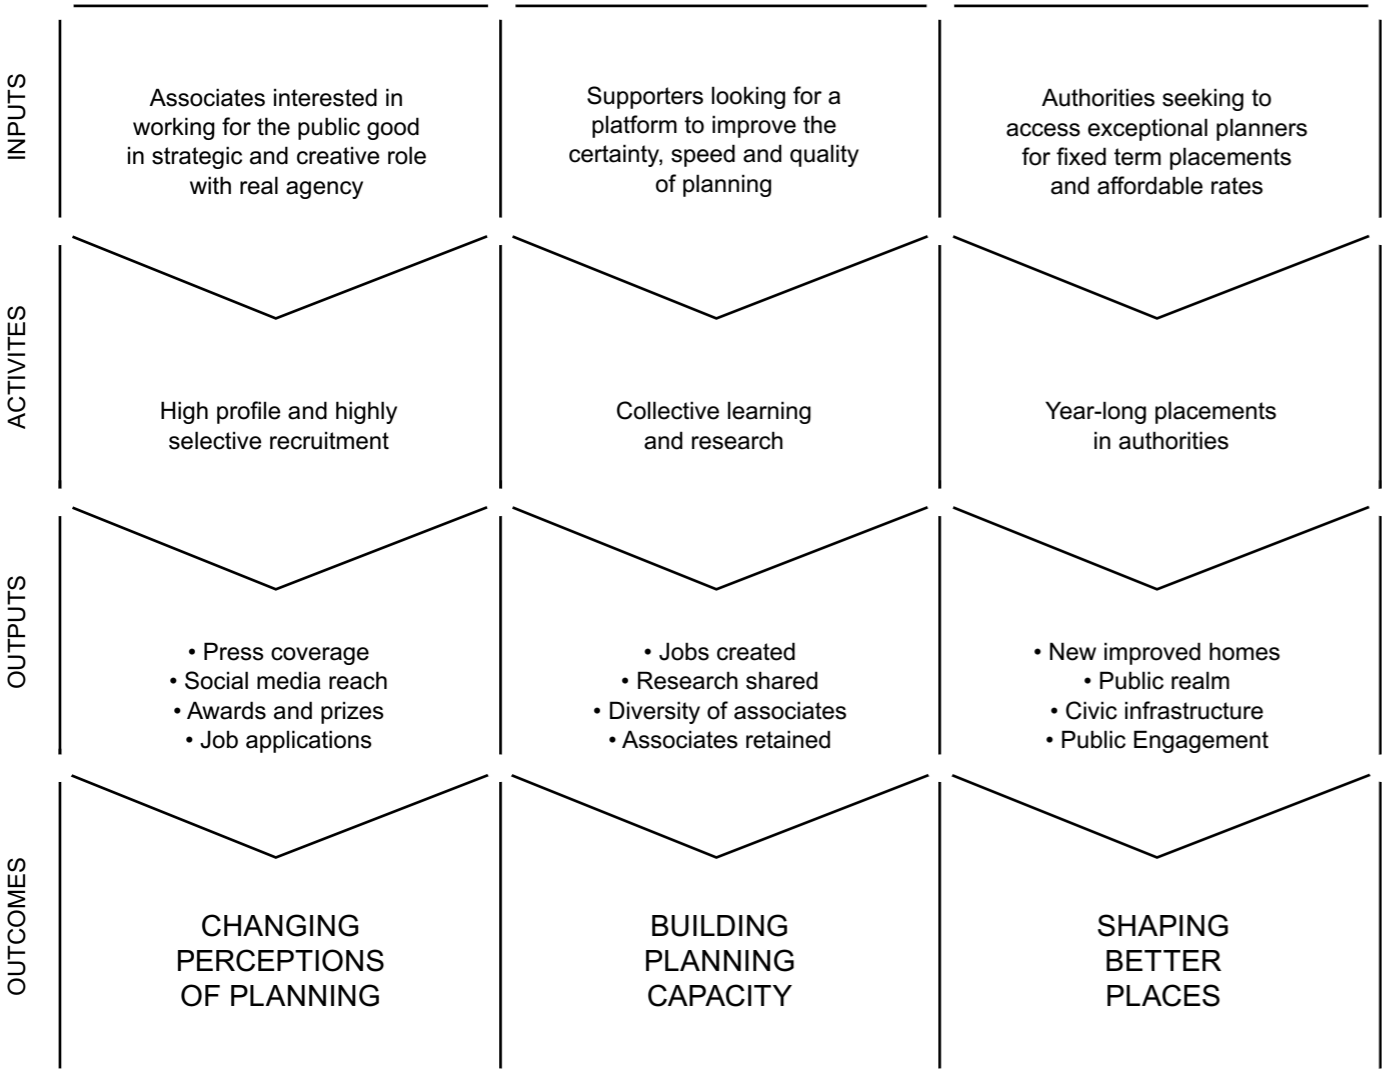 INPUTS
Associates interested in
working for the public good
in strategic and creative role
with real agency
Supporters looking for a
platform to improve the
certainty, speed and quality
of planning
Authorities seeking to
access exceptional planners
for fixed term placements
and affordable rates
ACTIVITES
High profile and highly
selective recruitment
Collective learning
and research
Year-long placements
in authorities
OUTPUTS
• Press coverage
• Social media reach
• Awards and prizes
• Job applications
• Jobs created
• Research shared
• Diversity of associates
• Associates retained
• New improved homes
• Public realm
• Civic infrastructure
• Public Engagement
OUTCOMES
CHANGING
PERCEPTIONS
OF PLANNING
BUILDING
PLANNING
CAPACITY
SHAPING
BETTER
PLACES